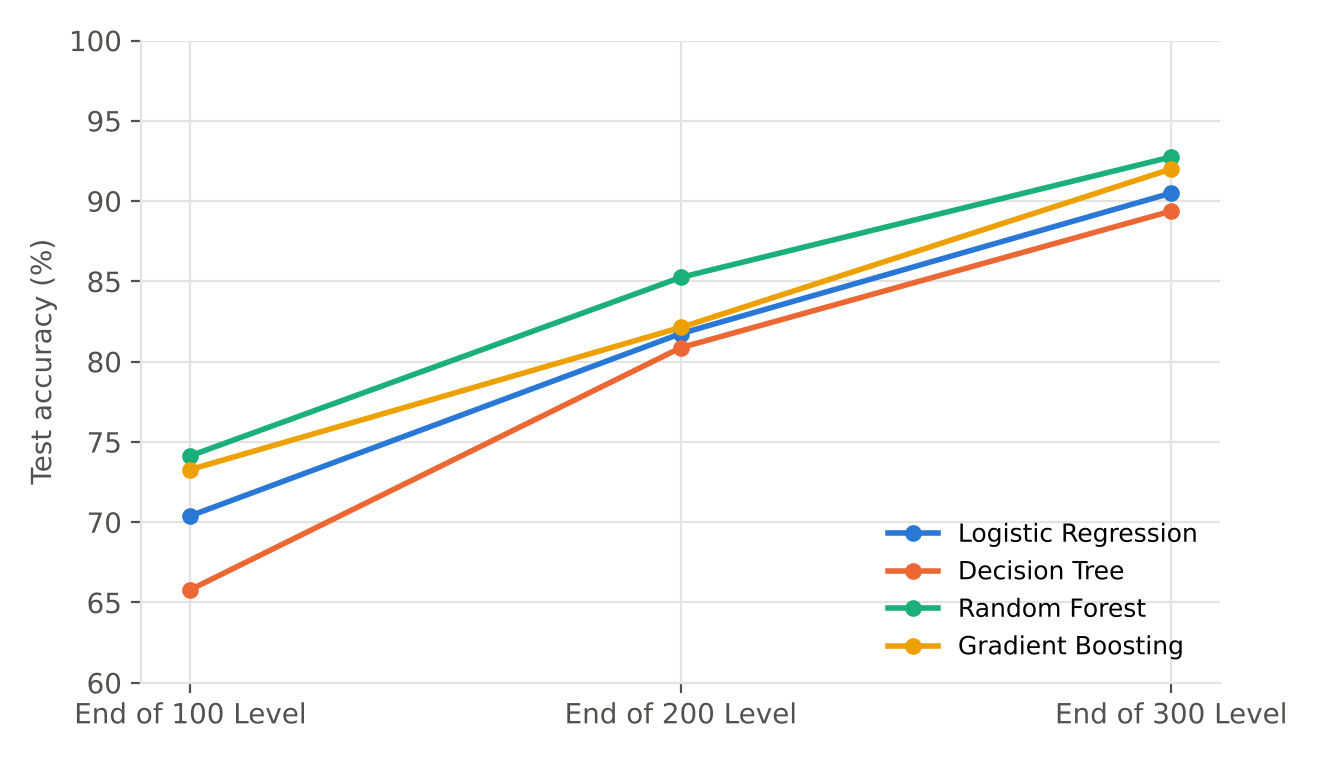 100
95
90
85
80
75
70
65
60
Test accuracy (%)
End of 100 Level
End of 200 Level
End of 300 Level
Logistic Regression
Decision Tree
Random Forest
Gradient Boosting